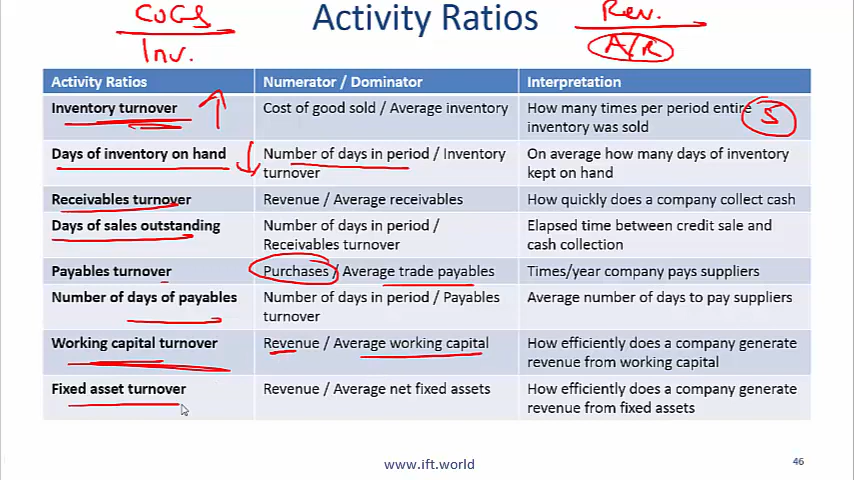 COGS
Inv.
Activity Ratios
Rev.
A/R
Activity Ratios Numerator / Dominator Interpretation
Inventory turnover Cost of good sold / Average inventory How many times per period entire
inventory was sold
5
Days of inventory on hand Number of days in period / Inventory On average how many days of inventory
turnover kept on hand
Receivables turnover Revenue / Average receivables How quickly does a company collect cash
Days of sales outstanding Number of days in period / Elapsed time between credit sale and
Receivables turnover cash collection
Payables turnover Purchases / Average trade payables Times/year company pays suppliers
Number of days of payables Number of days in period / Payables Average number of days to pay suppliers
turnover
Working capital turnover Revenue / Average working capital How efficiently does a company generate
revenue from working capital
Fixed asset turnover Revenue / Average net fixed assets How efficiently does a company generate
revenue from fixed assets
www.ift.world
46